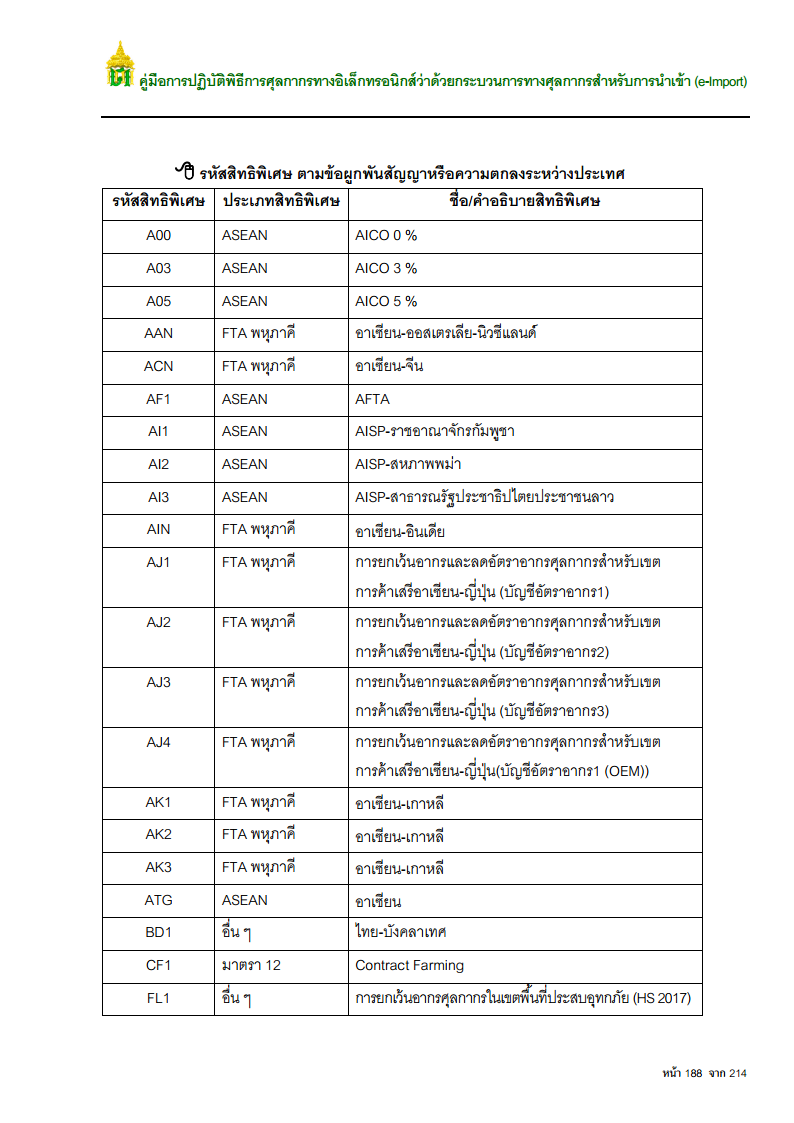 คู่มือการปฏิบัติพิธีการศุลกากรทางอิเล็กทรอนิกส์ว่าด้วยกระบวนการทางศุลกากรสำหรับการนำเข้า (e-Import)
รหัสสิทธิพิเศษ ตามข้อผูกพันสัญญาหรือความตกลงระหว่างประเทศ
รหัสสิทธิพิเศษ ประเภทสิทธิพิเศษ ชื่อ/คำอธิบายสิทธิพิเศษ
A00 ASEAN AICO 0 %
A03 ASEAN AICO 3 %
A05 ASEAN AICO 5 %
AAN FTA พหุภาคี อาเซียน-ออสเตรเลีย-นิวซีแลนด์
ACN FTA พหุภาคี อาเซียน-จีน
AF1 ASEAN AFTA
AI1 ASEAN AISP-ราชอาณาจักรกัมพูชา
AI2 ASEAN AISP-สหภาพพม่า
AI3 ASEAN AISP-สาธารณรัฐประชาธิปไตยประชาชนลาว
AIN FTA พหุภาคี อาเซียน-อินเดีย
AJ1 FTA พหุภาคี การยกเว้นอากรและลดอัตราอากรศุลกากรสำหรับเขต
การค้าเสรีอาเซียน-ญี่ปุ่น (บัญชีอัตราอากร1)
AJ2 FTA พหุภาคี การยกเว้นอากรและลดอัตราอากรศุลกากรสำหรับเขต
การค้าเสรีอาเซียน-ญี่ปุ่น (บัญชีอัตราอากร2)
AJ3 FTA พหุภาคี การยกเว้นอากรและลดอัตราอากรศุลกากรสำหรับเขต
การค้าเสรีอาเซียน-ญี่ปุ่น (บัญชีอัตราอากร3)
AJ4 FTA พหุภาคี การยกเว้นอากรและลดอัตราอากรศุลกากรสำหรับเขต
การค้าเสรีอาเซียน-ญี่ปุ่น(บัญชีอัตราอากร1 (OEM))
AK1 FTA พหุภาคี อาเซียน-เกาหลี
AK2 FTA พหุภาคี อาเซียน-เกาหลี
AK3 FTA พหุภาคี อาเซียน-เกาหลี
ATG ASEAN อาเซียน
BD1 อื่น ๆ ไทย-บังคลาเทศ
CF1 มาตรา 12 Contract Farming
FL1 อื่น ๆ การยกเว้นอากรศุลกากรในเขตพื้นที่ประสบอุทกภัย (HS 2017)
หน้า 188 จาก 214